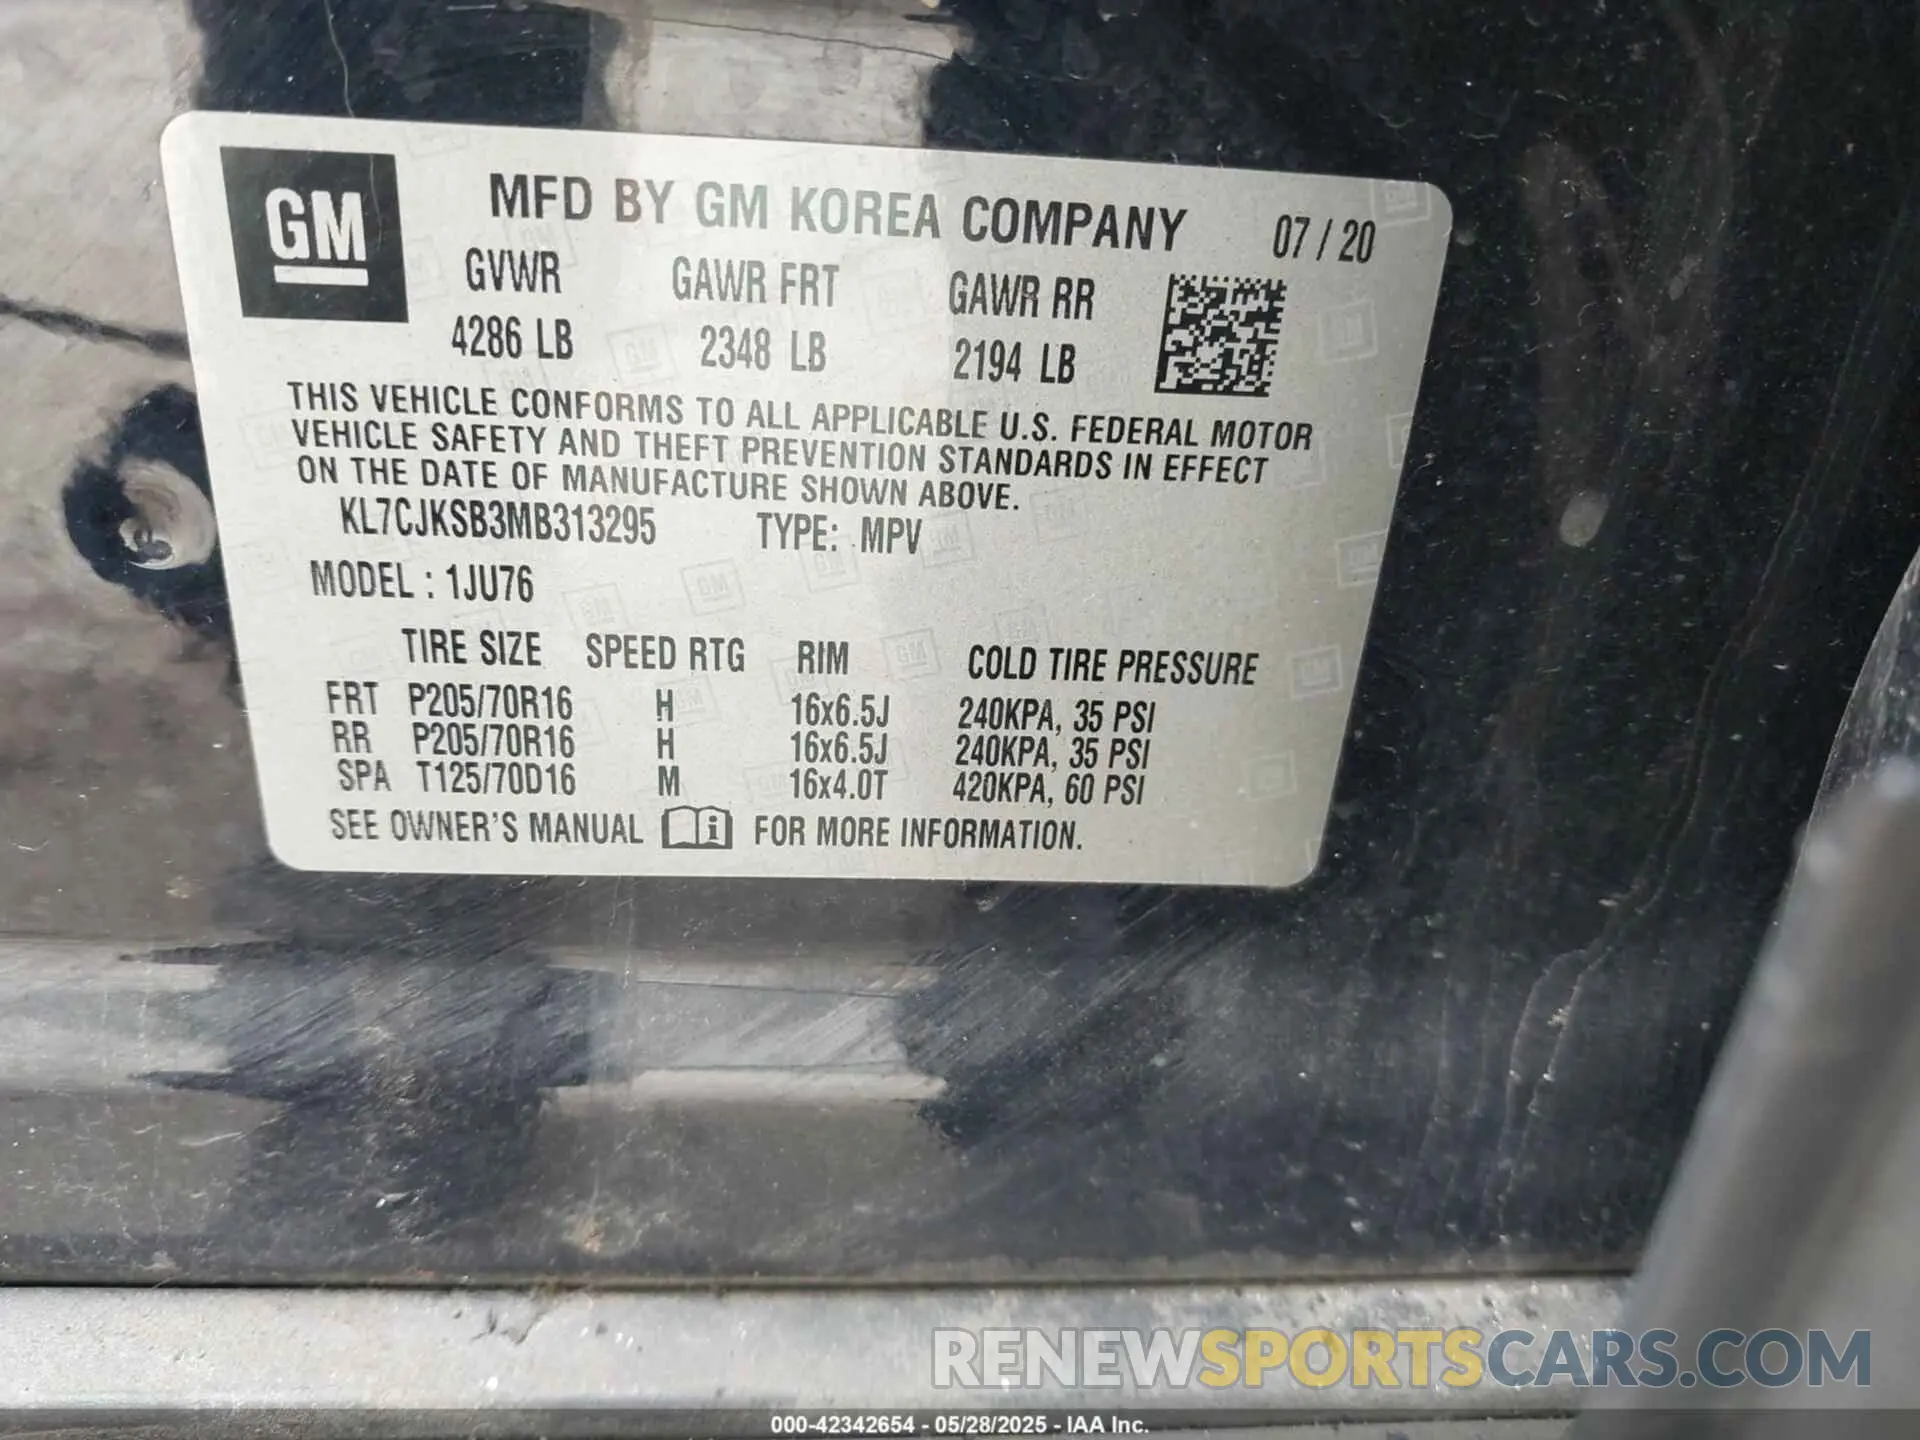 GM
MFD BY GM KOREA COMPANY 07 / 20
GVWR GAWR FRT GAWR RR
4286 LB 2348 LB 2194 LB
THIS VEHICLE CONFORMS TO ALL APPLICABLE U.S. FEDERAL MOTOR
VEHICLE SAFETY AND THEFT PREVENTION STANDARDS IN EFFECT
ON THE DATE OF MANUFACTURE SHOWN ABOVE.
KL7CJKSB3MB313295 TYPE: MPV
MODEL : 1JU76
TIRE SIZE SPEED RTG RIM COLD TIRE PRESSURE
FRT P205/70R16 H 16x6.5J 240KPA, 35 PSI
RR P205/70R16 H 16x6.5J 240KPA, 35 PSI
SPA T125/70D16 M 16x4.0T 420KPA, 60 PSI
SEE OWNER'S MANUAL i FOR MORE INFORMATION.
RENEWSPORTSCARS.COM
000-42342654 - 05/28/2025 - IAA Inc.